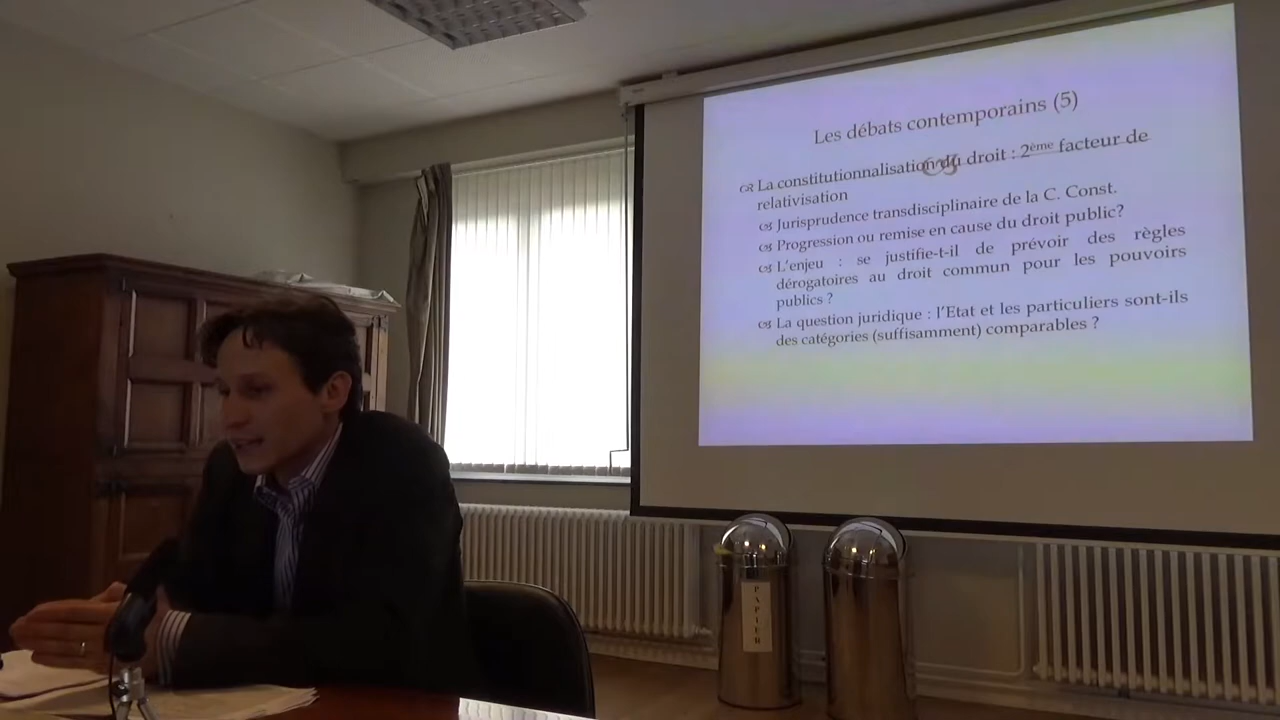 Les débats contemporains (5)
La constitutionnalisation du droit : 2ème facteur de
relativisation
Jurisprudence transdisciplinaire de la C. Const.
Progression ou remise en cause du droit public?
L'enjeu : se justifie-t-il de prévoir des règles
dérogatoires au droit commun pour les pouvoirs
publics ?
La question juridique : l'Etat et les particuliers sont-ils
des catégories (suffisamment) comparables ?
PAPIER